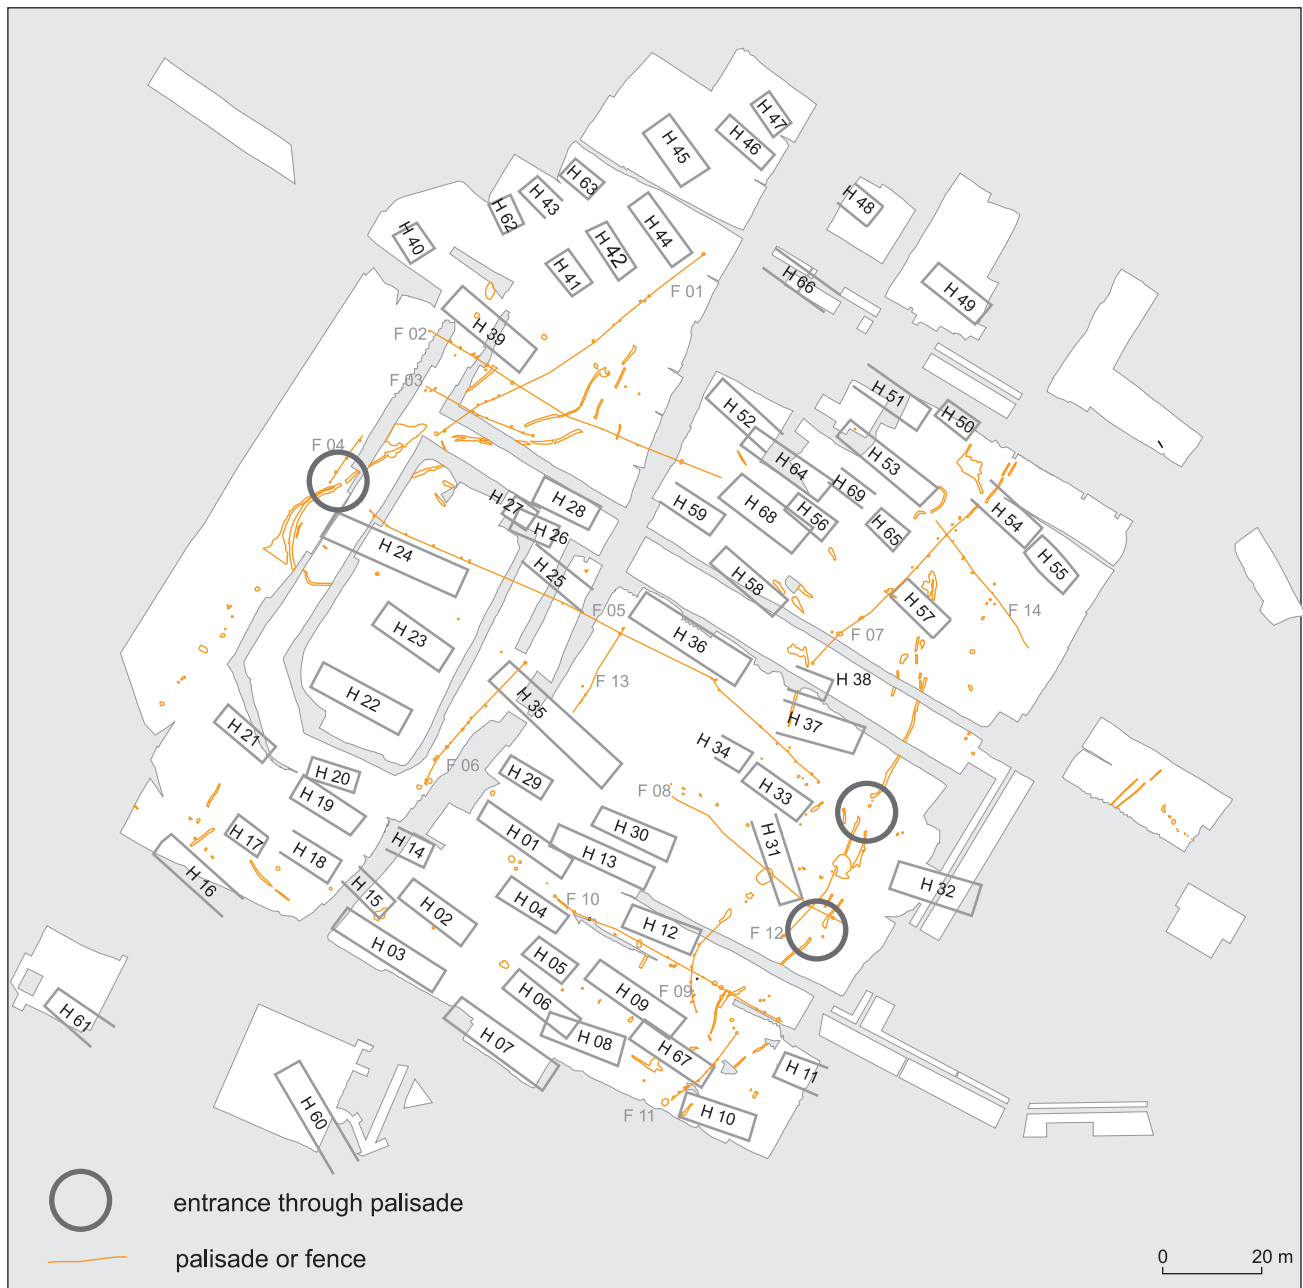 H 47
H 46
H 45
H 63
H 43
H 48
H 62
H 44
H 40
H 42
H 41
H 66
F 01
H 49
F 02
H 39
F 03
H 51
H 52
H 50
F 04
H 53
H 64
H 69
H 27
H 28
H 59
H 68
H 56
H 54
H 65
H 26
H 24
H 55
H 25
H 58
F 05
H 57
F 14
H 23
H 36
F 07
F 13
H 38
H 22
H 35
H 37
H 21
H 34
F 06
H 20
H 29
F 08
H 33
H 19
H 30
H 17
H 01
H 14
H 31
H 18
H 13
H 16
H 15
F 10
H 32
H 02
H 04
H 12
F 12
H 03
H 05
F 09
H 06
H 09
H 61
H 07
H 08
H 67
H 11
H 60
F 11
H 10
entrance through palisade
palisade or fence
0 20 m